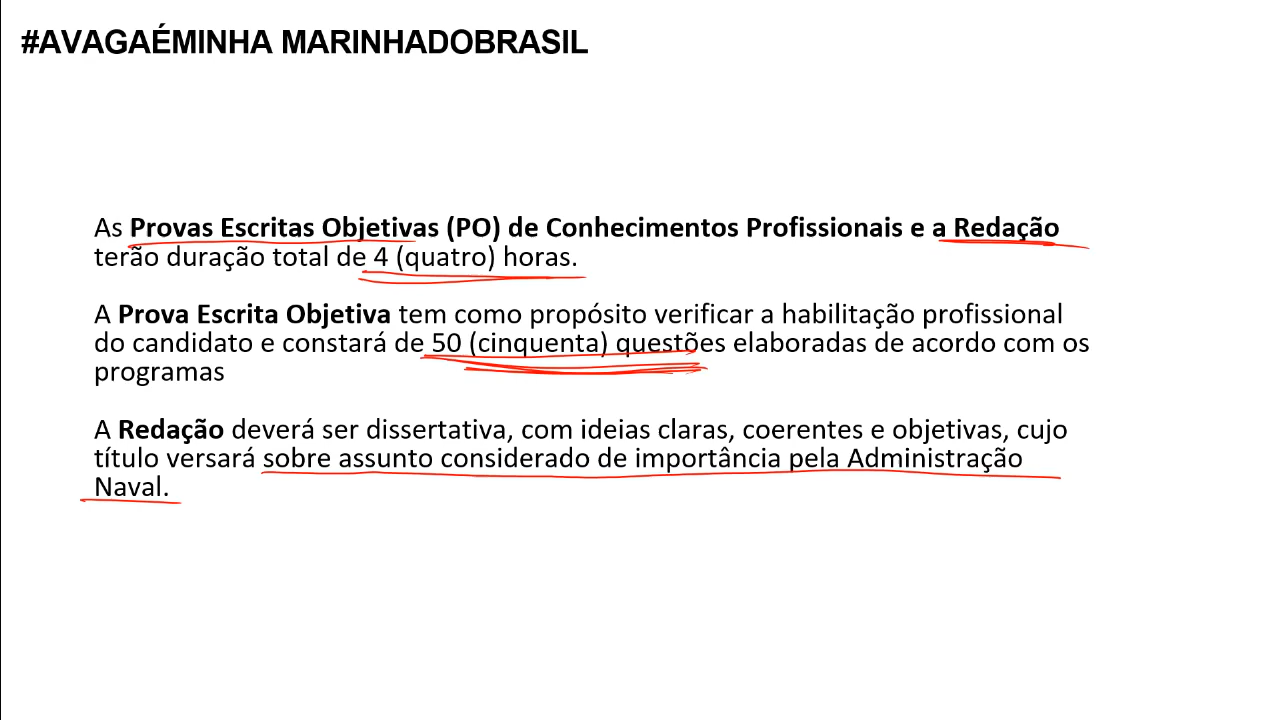 #AVAGAÉMINHA MARINHADOBRASIL
As Provas Escritas Objetivas (PO) de Conhecimentos Profissionais e a Redação
terão duração total de 4 (quatro) horas.
A Prova Escrita Objetiva tem como propósito verificar a habilitação profissional
do candidato e constará de 50 (cinquenta) questões elaboradas de acordo com os
programas
A Redação deverá ser dissertativa, com ideias claras, coerentes e objetivas, cujo
título versará sobre assunto considerado de importância pela Administração
Naval.